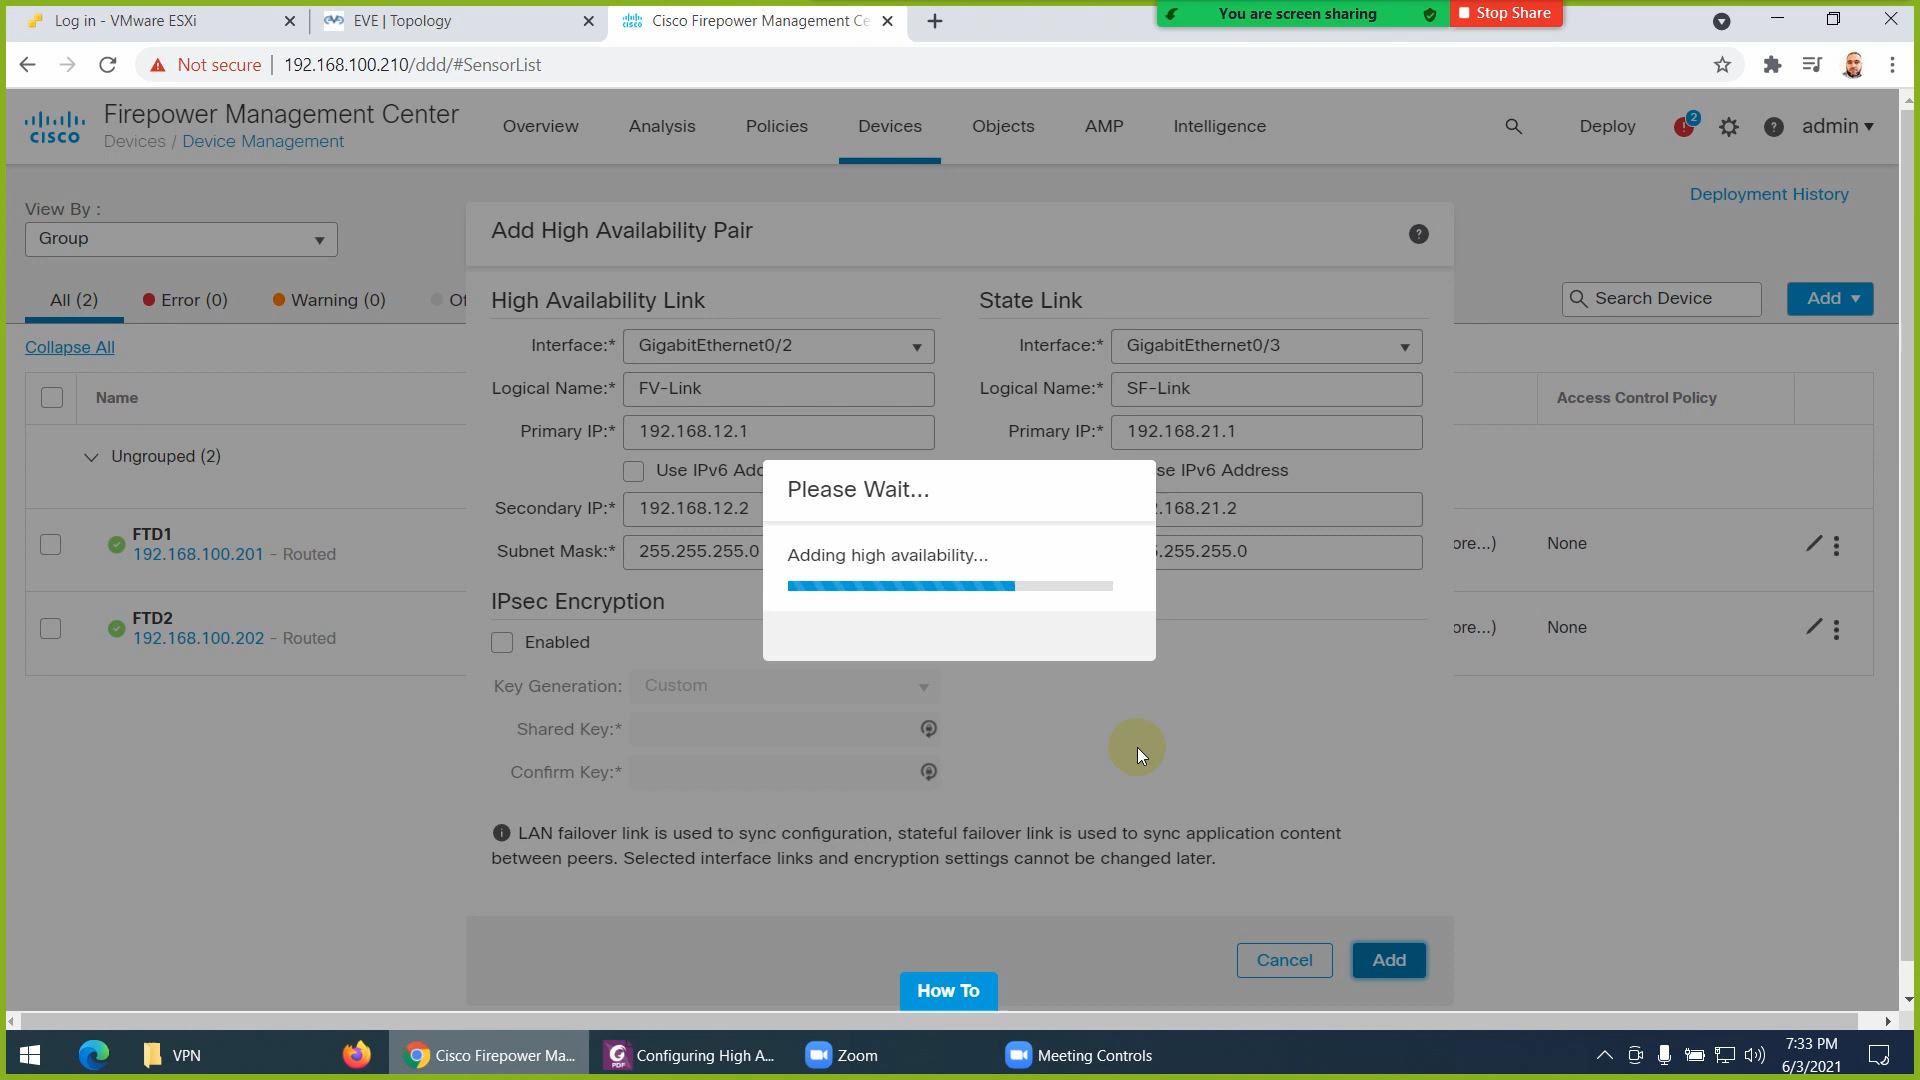 Log in - VMware ESXi
EVE | Topology
Cisco Firepower Management Ce
You are screen sharing
Stop Share
Not secure
192.168.100.210/ddd/#SensorList
cisco
Firepower Management Center
Devices / Device Management
Overview
Analysis
Policies
Devices
Objects
AMP
Intelligence
Deploy
2
admin
Deployment History
View By :
Group
All (2)
Error (0)
Warning (0)
Of
Search Device
Add
Collapse All
Name
Access Control Policy
Ungrouped (2)
FTD1
192.168.100.201 - Routed
ore...)
None
FTD2
192.168.100.202 - Routed
ore...)
None
Add High Availability Pair
High Availability Link
Interface:* GigabitEthernet0/2
Logical Name:* FV-Link
Primary IP:* 192.168.12.1
Use IPv6 Add
Secondary IP:* 192.168.12.2
Subnet Mask:* 255.255.255.0
State Link
Interface:* GigabitEthernet0/3
Logical Name:* SF-Link
Primary IP:* 192.168.21.1
se IPv6 Address
.168.21.2
.255.255.0
Please Wait...
Adding high availability...
IPsec Encryption
Enabled
Key Generation: Custom
Shared Key:*
Confirm Key:*
LAN failover link is used to sync configuration, stateful failover link is used to sync application content
between peers. Selected interface links and encryption settings cannot be changed later.
Cancel
Add
How To
VPN
Cisco Firepower Ma...
PDF
Configuring High A...
Zoom
Meeting Controls
7:33 PM
6/3/2021